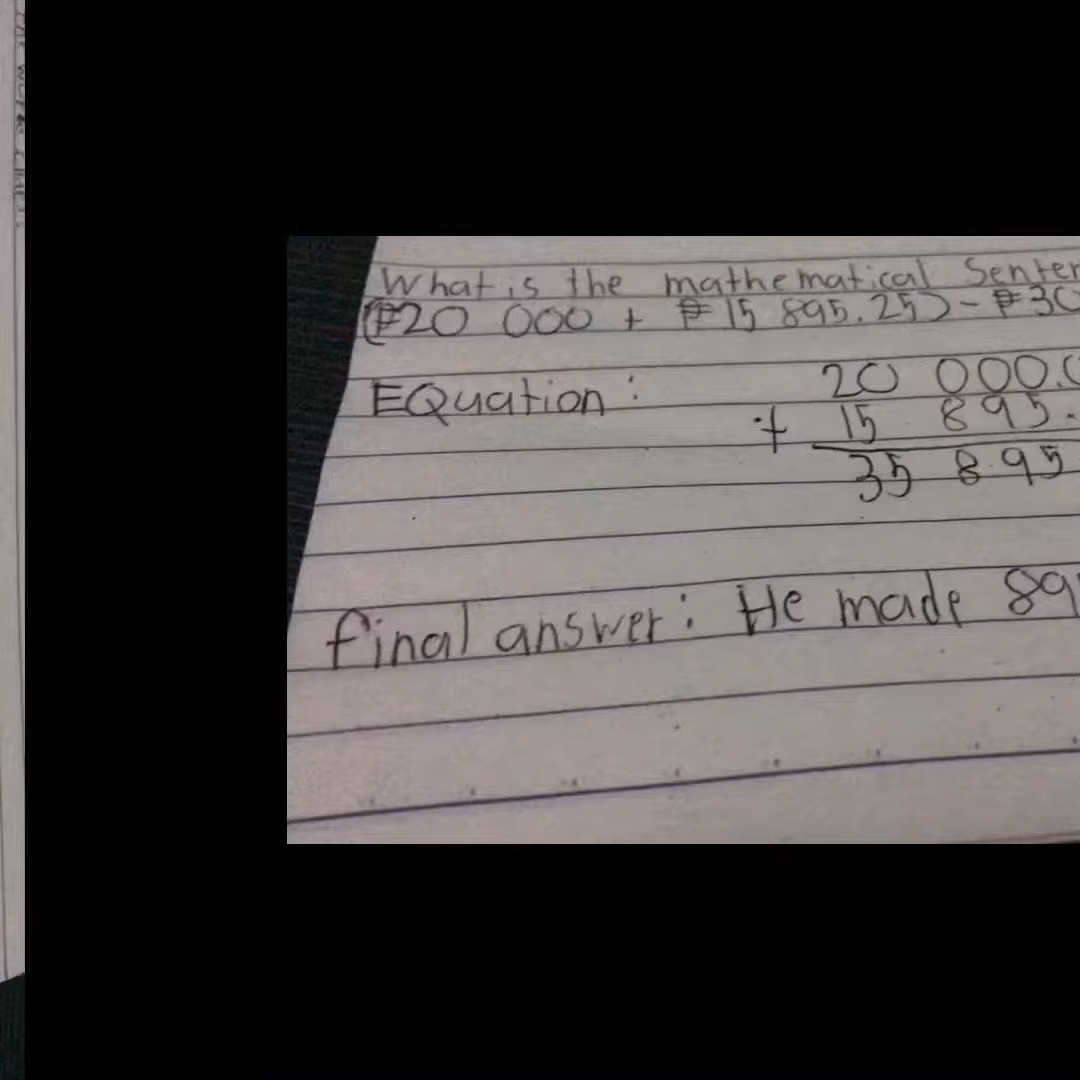 What is the mathematical Senten
(₱20 000 + ₱15 895.25) - ₱30
EQuation: 20 000.0
+ 15 895.
35 895
final answer: He made 89